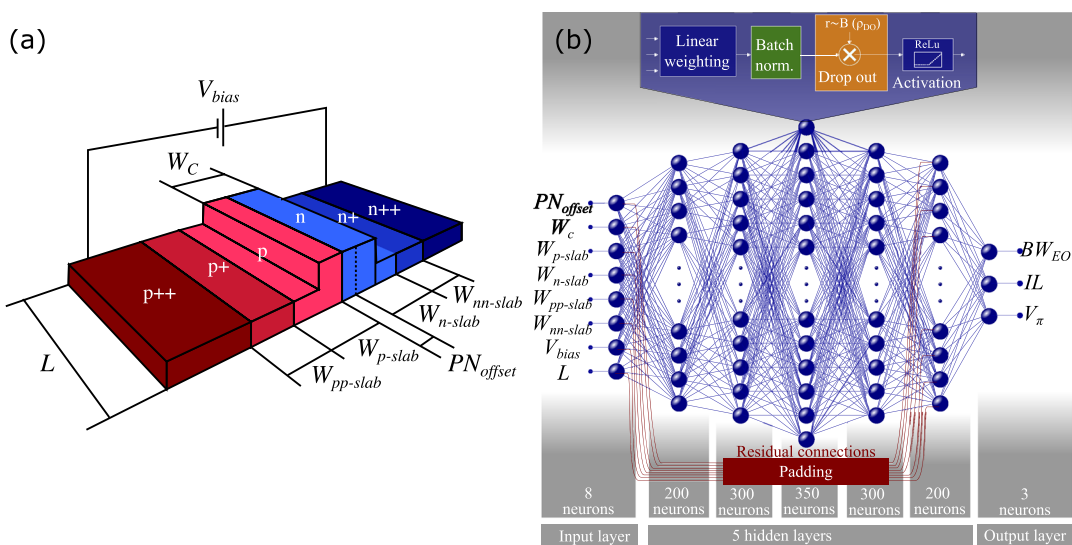 (a)
V_bias
W_C
n
n+
n++
p
p+
p++
W_nn-slab
W_n-slab
W_p-slab
PN_offset
W_pp-slab
L
(b)
Linear
weighting
Batch
norm.
r~B (ρ_DO)
Drop out
ReLu
Activation
PN_offset
W_c
W_p-slab
W_n-slab
W_pp-slab
W_nn-slab
V_bias
L
BW_EO
IL
V_π
Residual connections
Padding
8
neurons
200
neurons
300
neurons
350
neurons
300
neurons
200
neurons
3
neurons
Input layer
5 hidden layers
Output layer